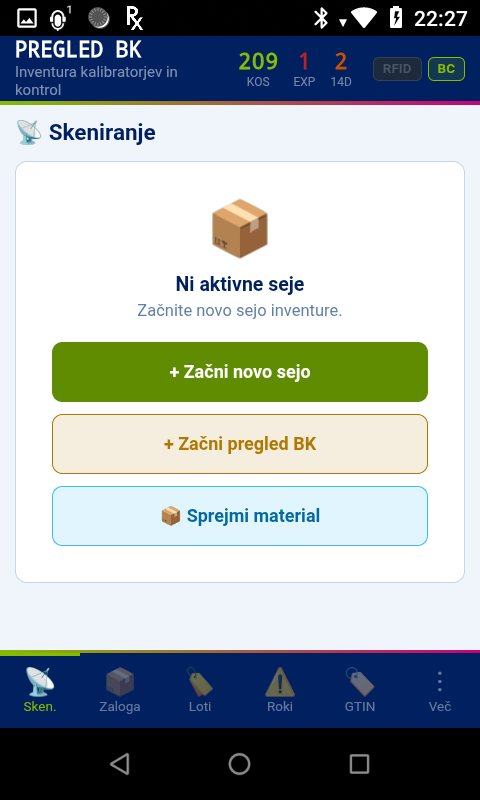 22:27
PREGLED BK
Inventura kalibratorjev in
kontrol
209
KOS
1
EXP
2
14D
RFID
BC
Skeniranje
Ni aktivne seje
Začnite novo sejo inventure.
+ Začni novo sejo
+ Začni pregled BK
Sprejmi material
Sken.
Zaloga
Loti
Roki
GTIN
Več